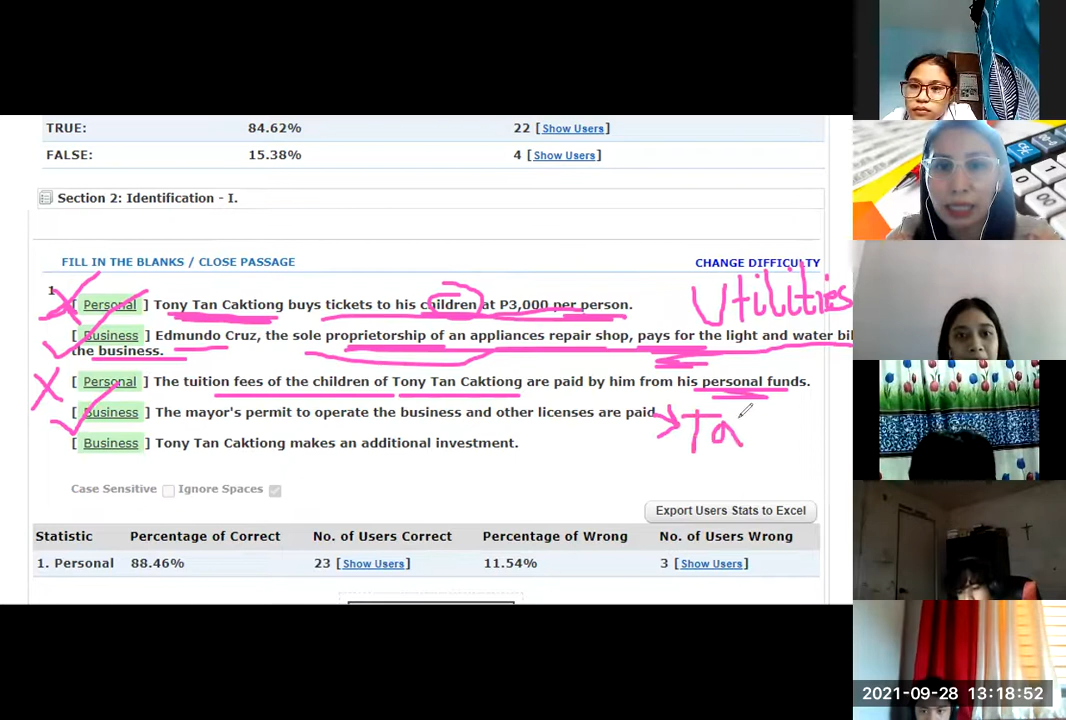 TRUE: 84.62% 22 [Show Users]
FALSE: 15.38% 4 [Show Users]
Section 2: Identification - I.
FILL IN THE BLANKS / CLOSE PASSAGE CHANGE DIFFICULTY
1
[ Personal ] Tony Tan Caktiong buys tickets to his children at P3,000 per person.
Utilities
[ Business ] Edmundo Cruz, the sole proprietorship of an appliances repair shop, pays for the light and water bil
the business.
[ Personal ] The tuition fees of the children of Tony Tan Caktiong are paid by him from his personal funds.
[ Business ] The mayor's permit to operate the business and other licenses are paid
Ta
[ Business ] Tony Tan Caktiong makes an additional investment.
Case Sensitive Ignore Spaces
Export Users Stats to Excel
Statistic Percentage of Correct No. of Users Correct Percentage of Wrong No. of Users Wrong
1. Personal 88.46% 23 [Show Users] 11.54% 3 [Show Users]
2021-09-28 13:18:52